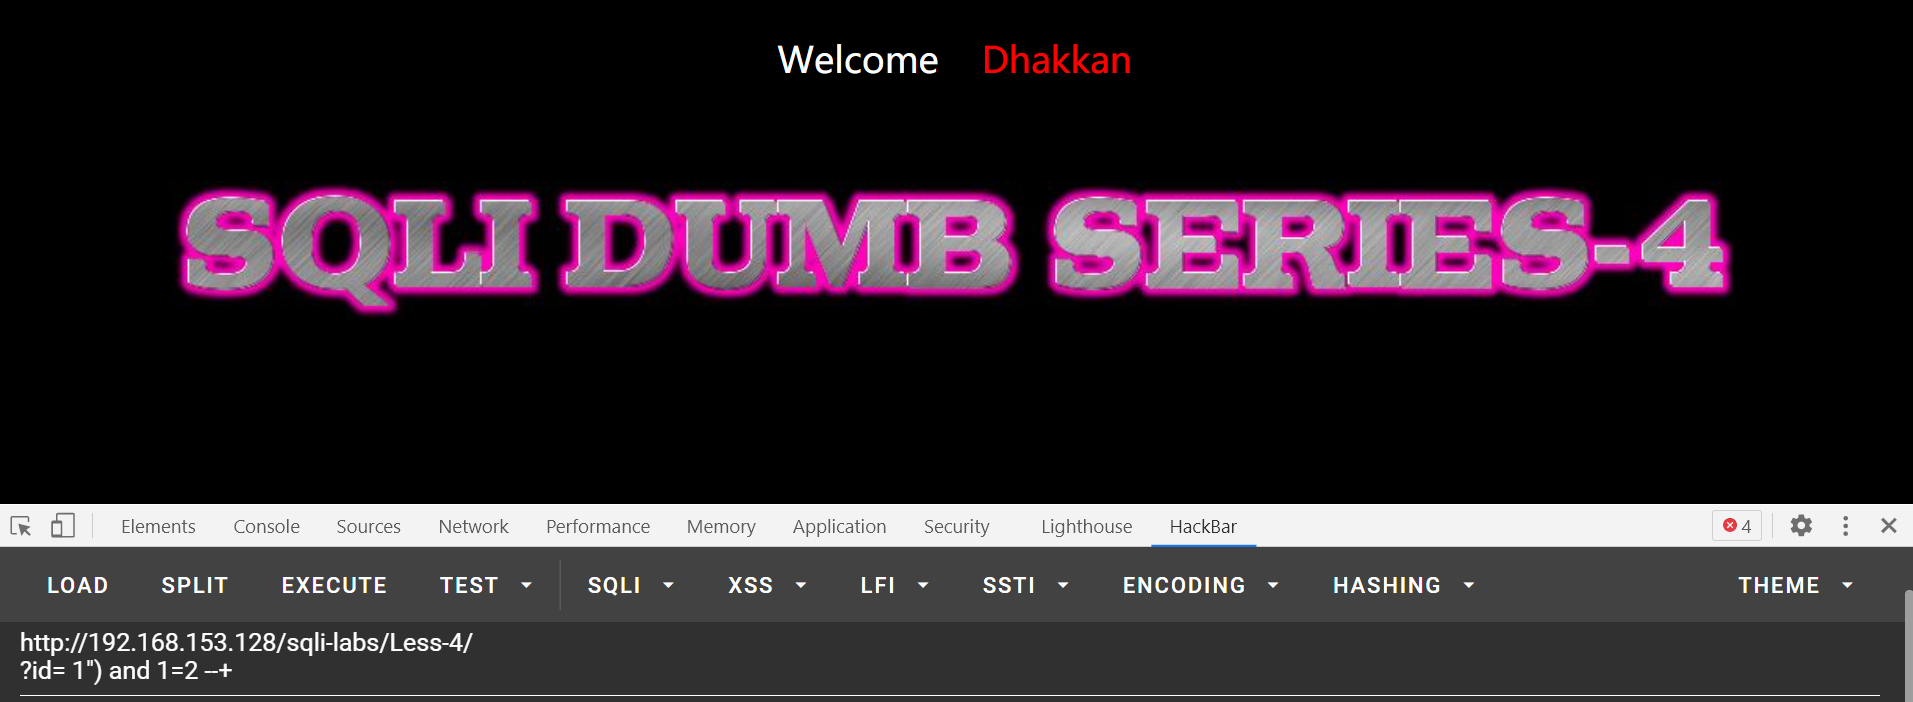 Welcome Dhakkan
SQLI DUMB SERIES-4
Elements Console Sources Network Performance Memory Application Security Lighthouse HackBar 4
LOAD SPLIT EXECUTE TEST SQLI XSS LFI SSTI ENCODING HASHING THEME
http://192.168.153.128/sqli-labs/Less-4/
?id= 1") and 1=2 --+